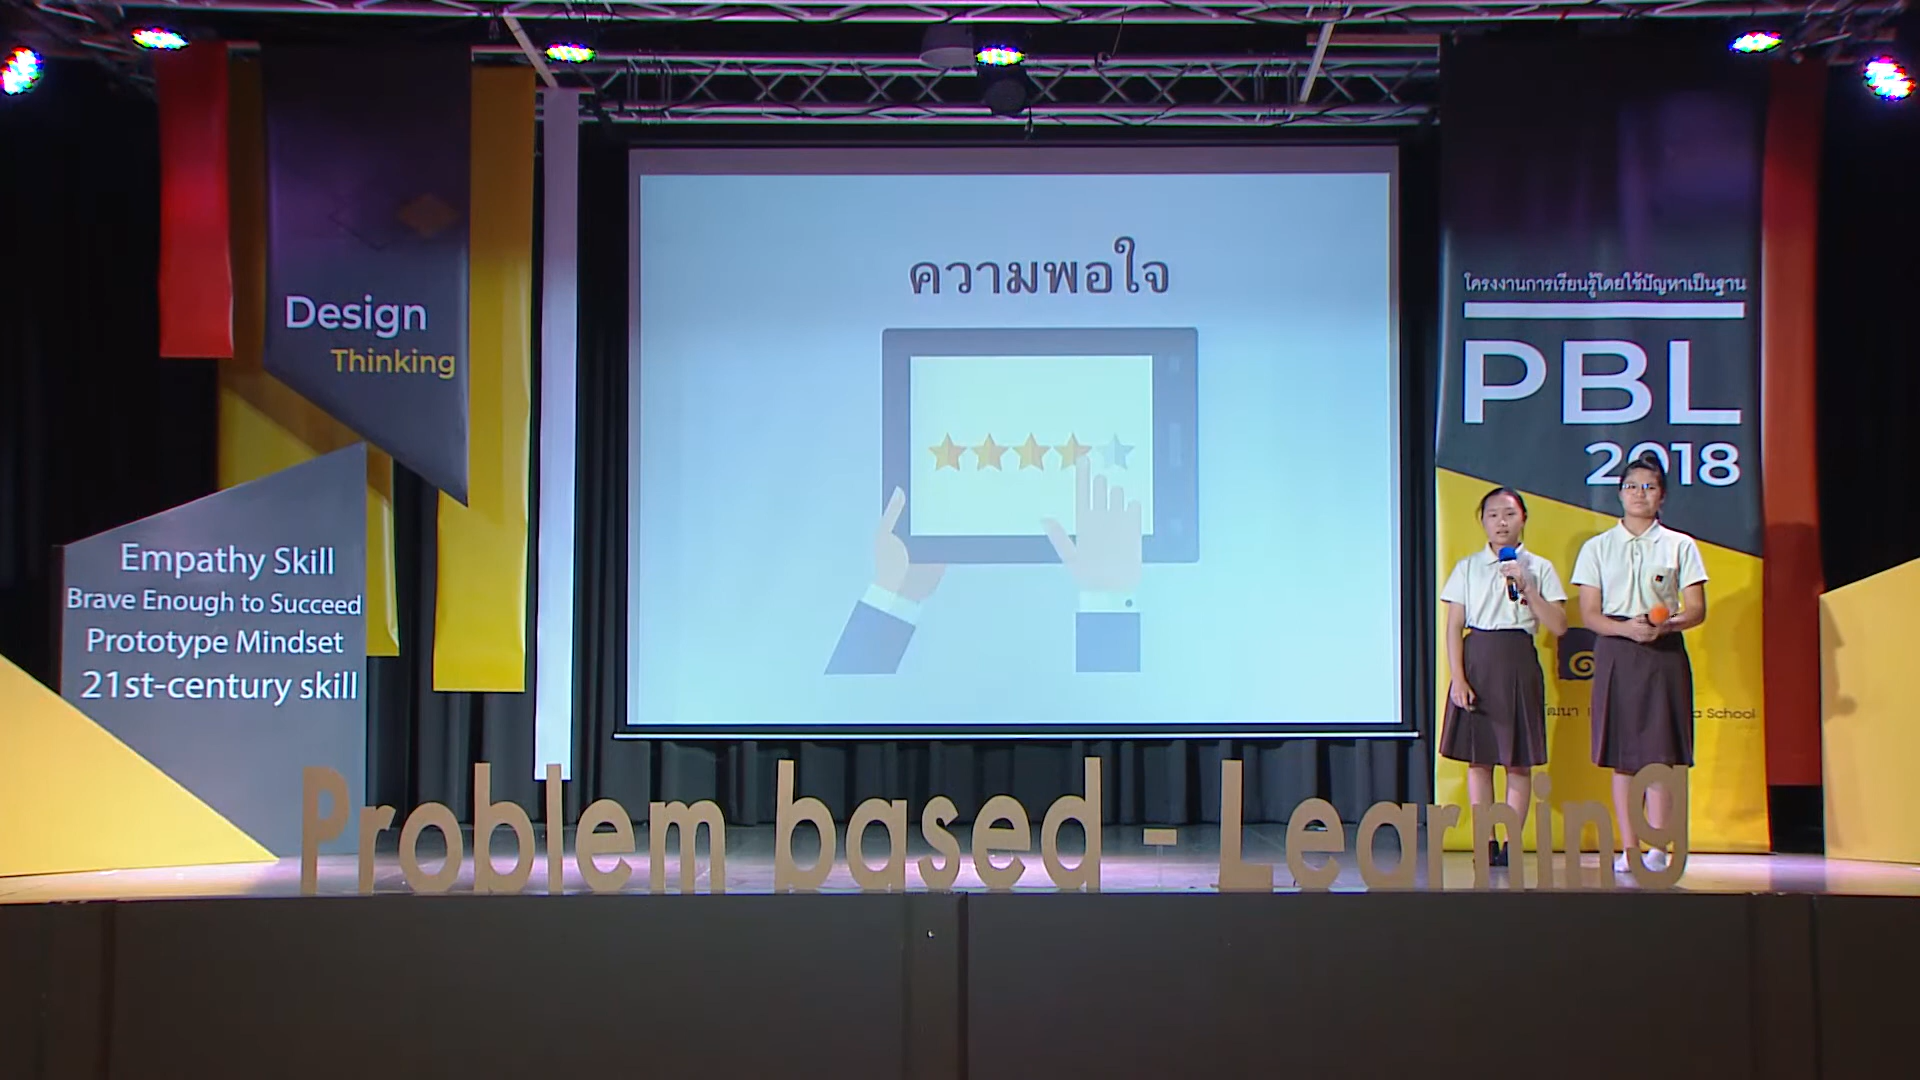 Design
Thinking
Empathy Skill
Brave Enough to Succeed
Prototype Mindset
21st-century skill
ความพอใจ
โครงงานการเรียนรู้โดยใช้ปัญหาเป็นฐาน
PBL
2018
School
Problem based - Learning